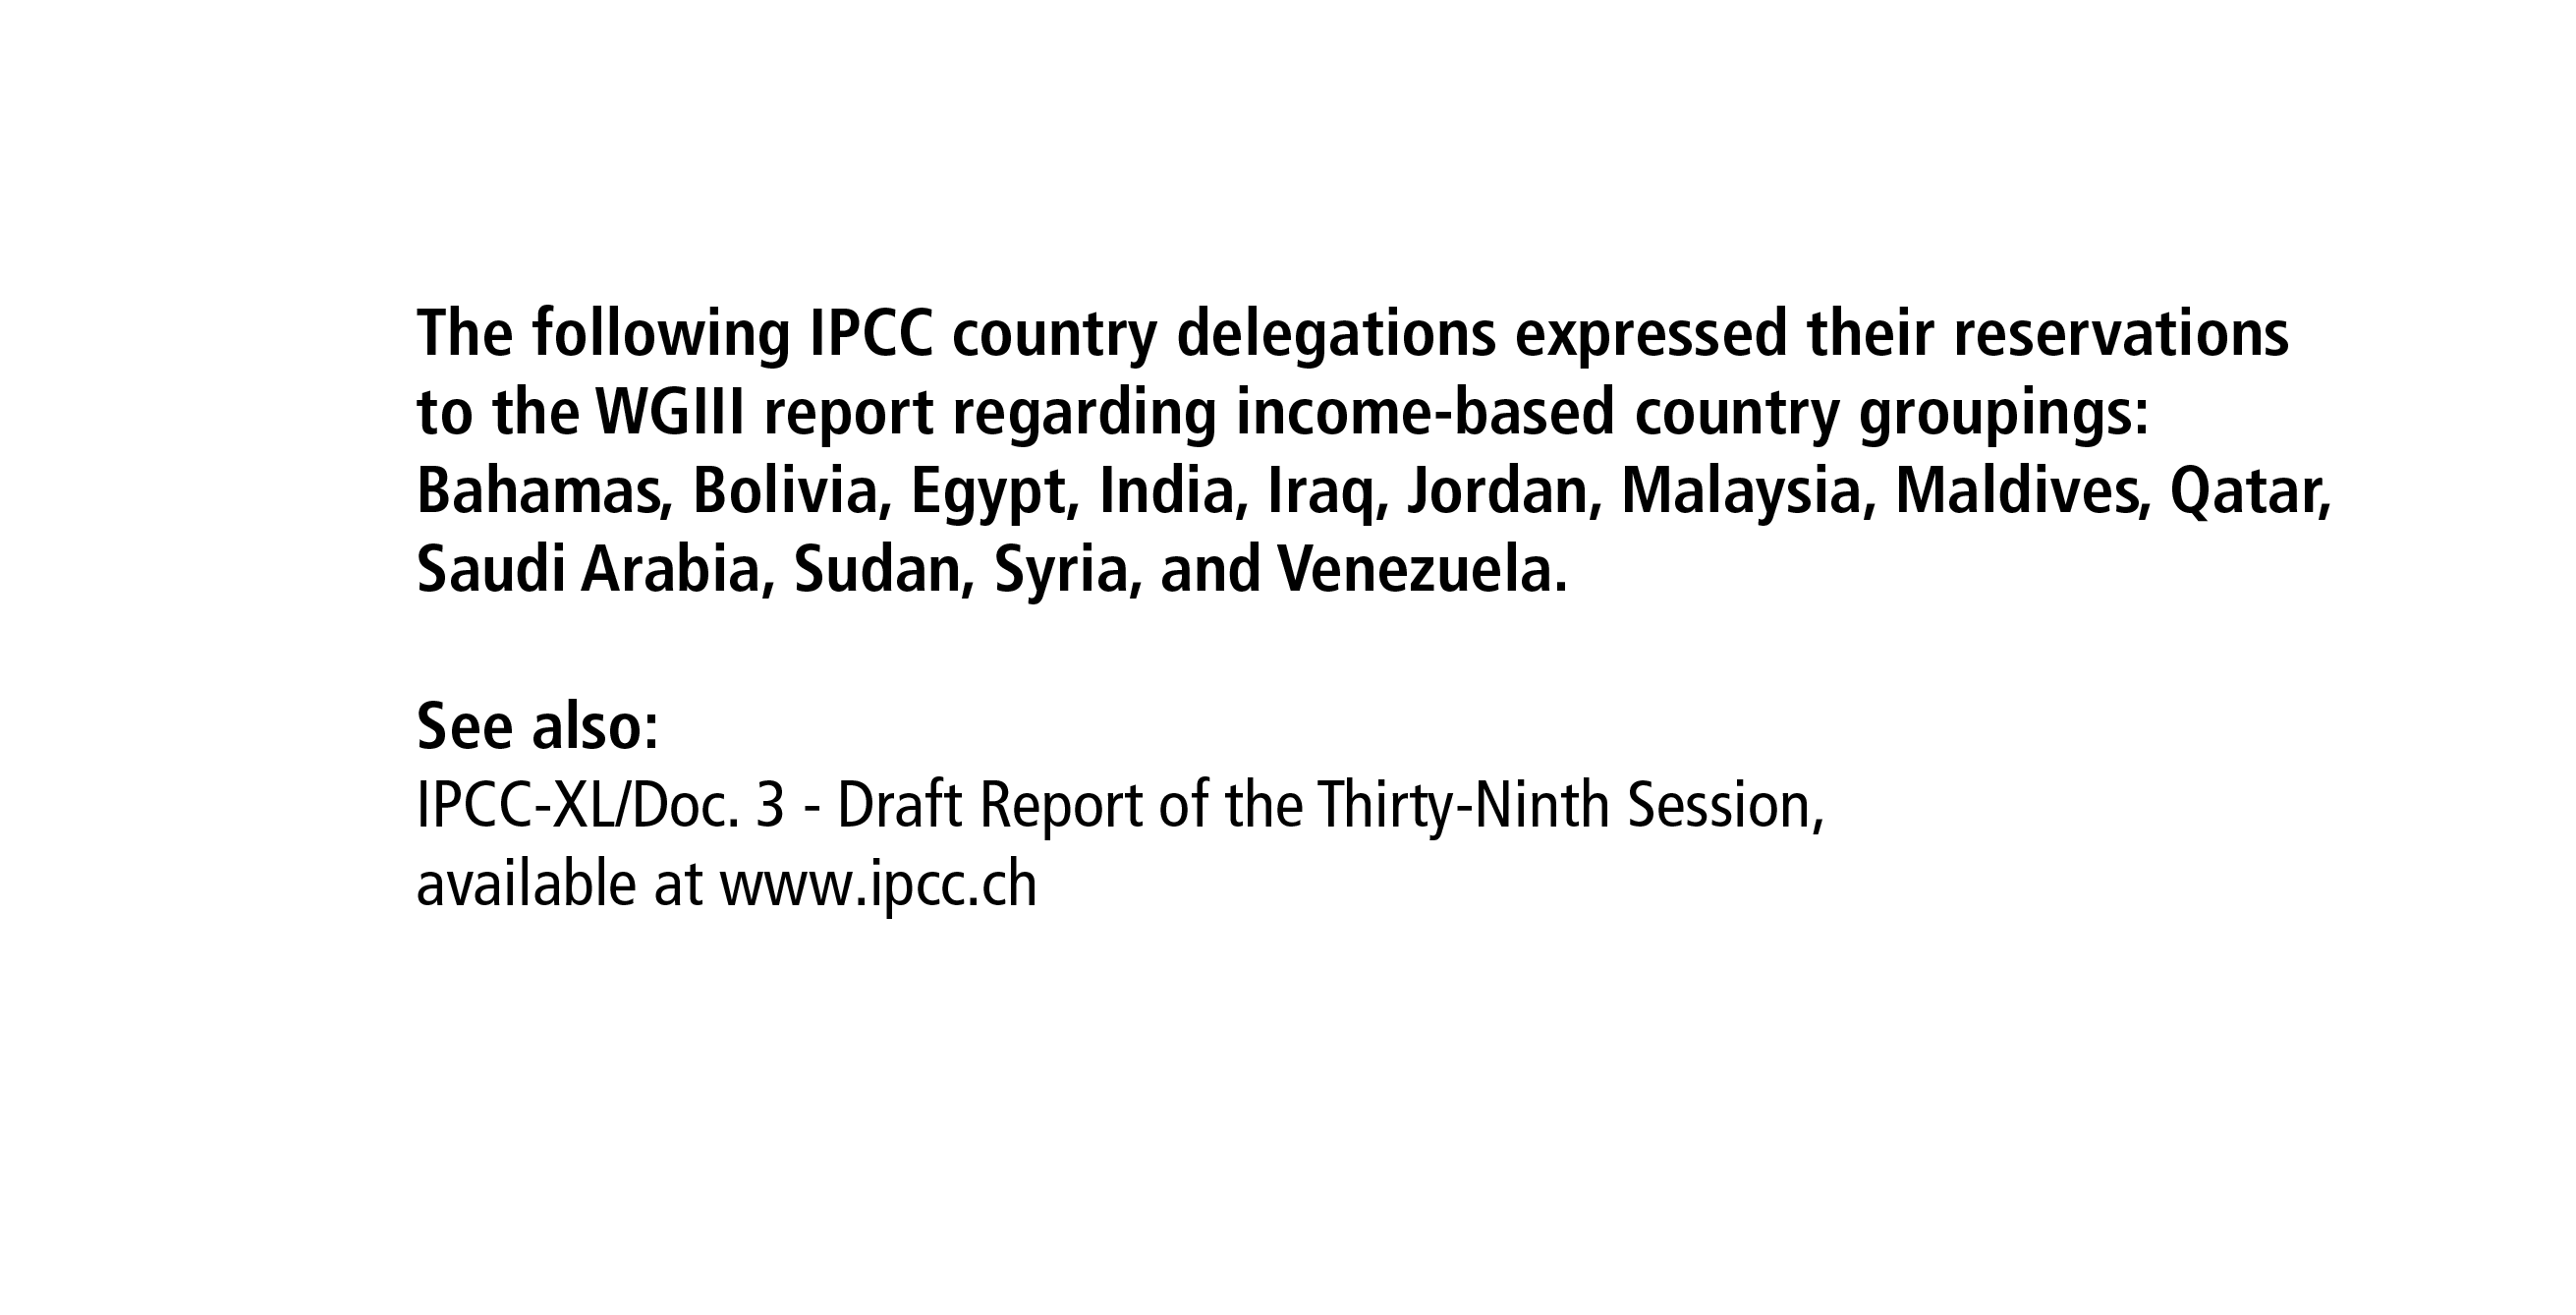 The following IPCC country delegations expressed their reservations
to the WGIII report regarding income-based country groupings:
Bahamas, Bolivia, Egypt, India, Iraq, Jordan, Malaysia, Maldives, Qatar,
Saudi Arabia, Sudan, Syria, and Venezuela.
See also:
IPCC-XL/Doc. 3 - Draft Report of the Thirty-Ninth Session,
available at www.ipcc.ch